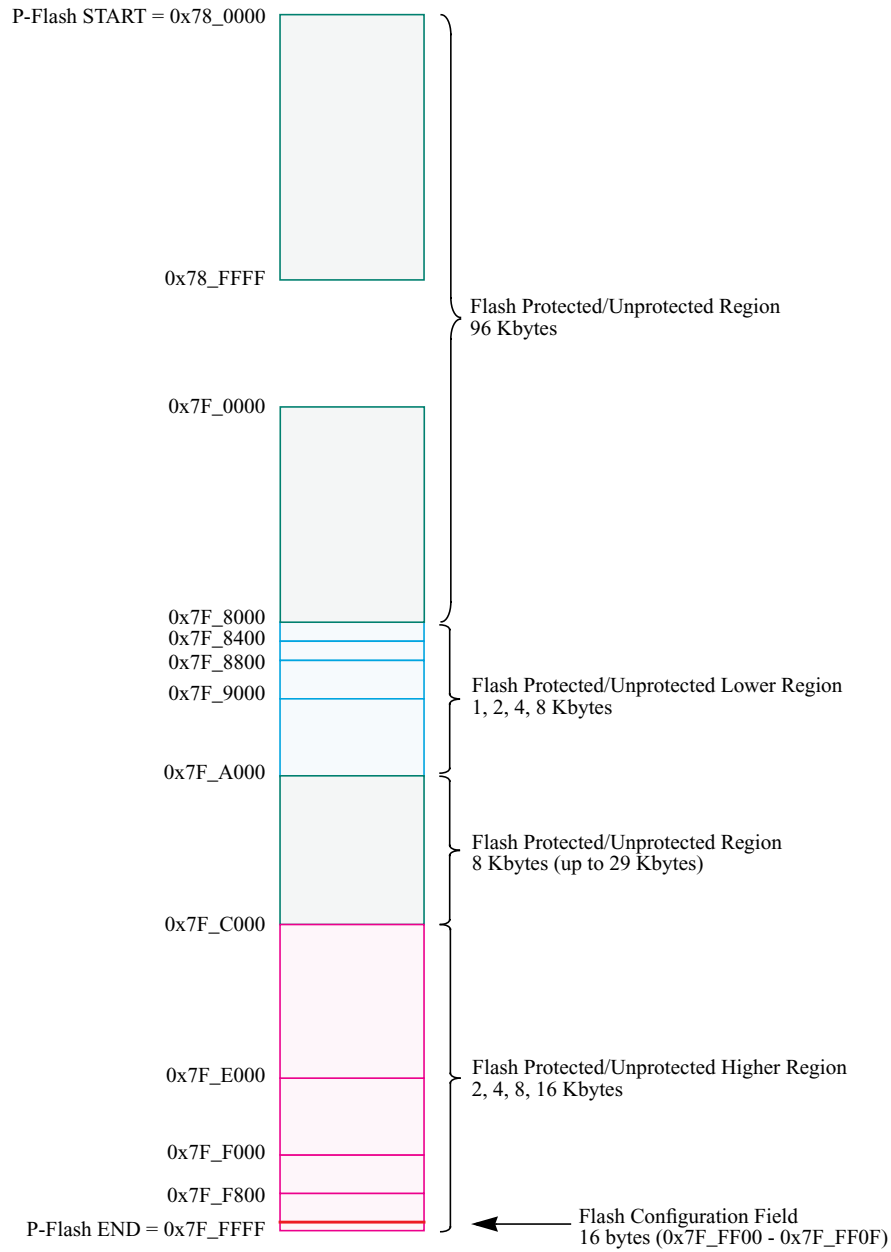 P-Flash START = 0x78_0000
0x78_FFFF
Flash Protected/Unprotected Region
96 Kbytes
0x7F_0000
0x7F_8000
0x7F_8400
0x7F_8800
0x7F_9000
Flash Protected/Unprotected Lower Region
1, 2, 4, 8 Kbytes
0x7F_A000
Flash Protected/Unprotected Region
8 Kbytes (up to 29 Kbytes)
0x7F_C000
0x7F_E000
Flash Protected/Unprotected Higher Region
2, 4, 8, 16 Kbytes
0x7F_F000
0x7F_F800
P-Flash END = 0x7F_FFFF
Flash Configuration Field
16 bytes (0x7F_FF00 - 0x7F_FF0F)